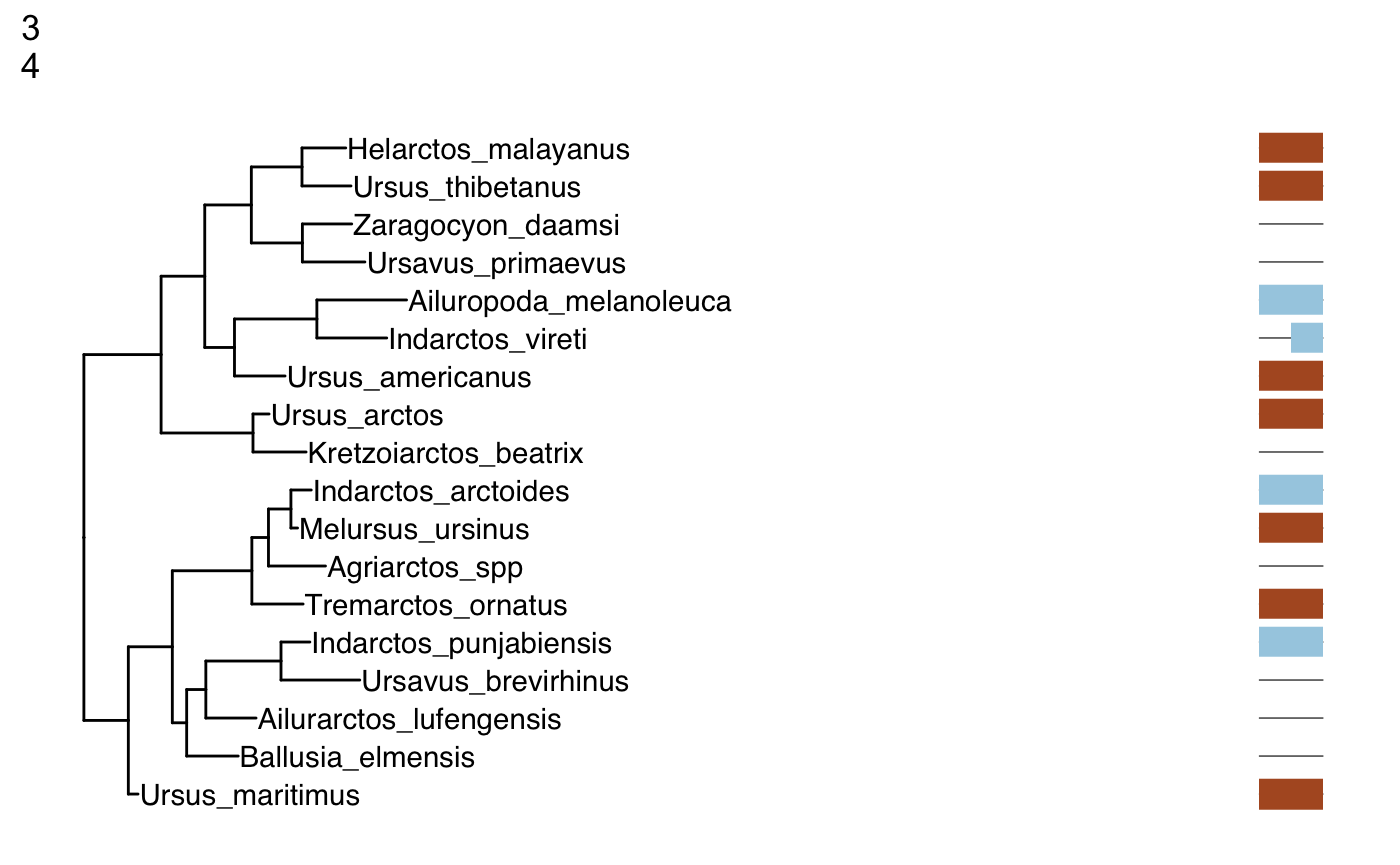 3
4
Helarctos_malayanus
Ursus_thibetanus
Zaragocyon_daamsi
Ursavus_primaevus
Ailuropoda_melanoleuca
Indarctos_vireti
Ursus_americanus
Ursus_arctos
Kretzoiarctos_beatrix
Indarctos_arctoides
Melursus_ursinus
Agriarctos_spp
Tremarctos_ornatus
Indarctos_punjabiensis
Ursavus_brevirhinus
Ailurarctos_lufengensis
Ballusia_elmensis
Ursus_maritimus